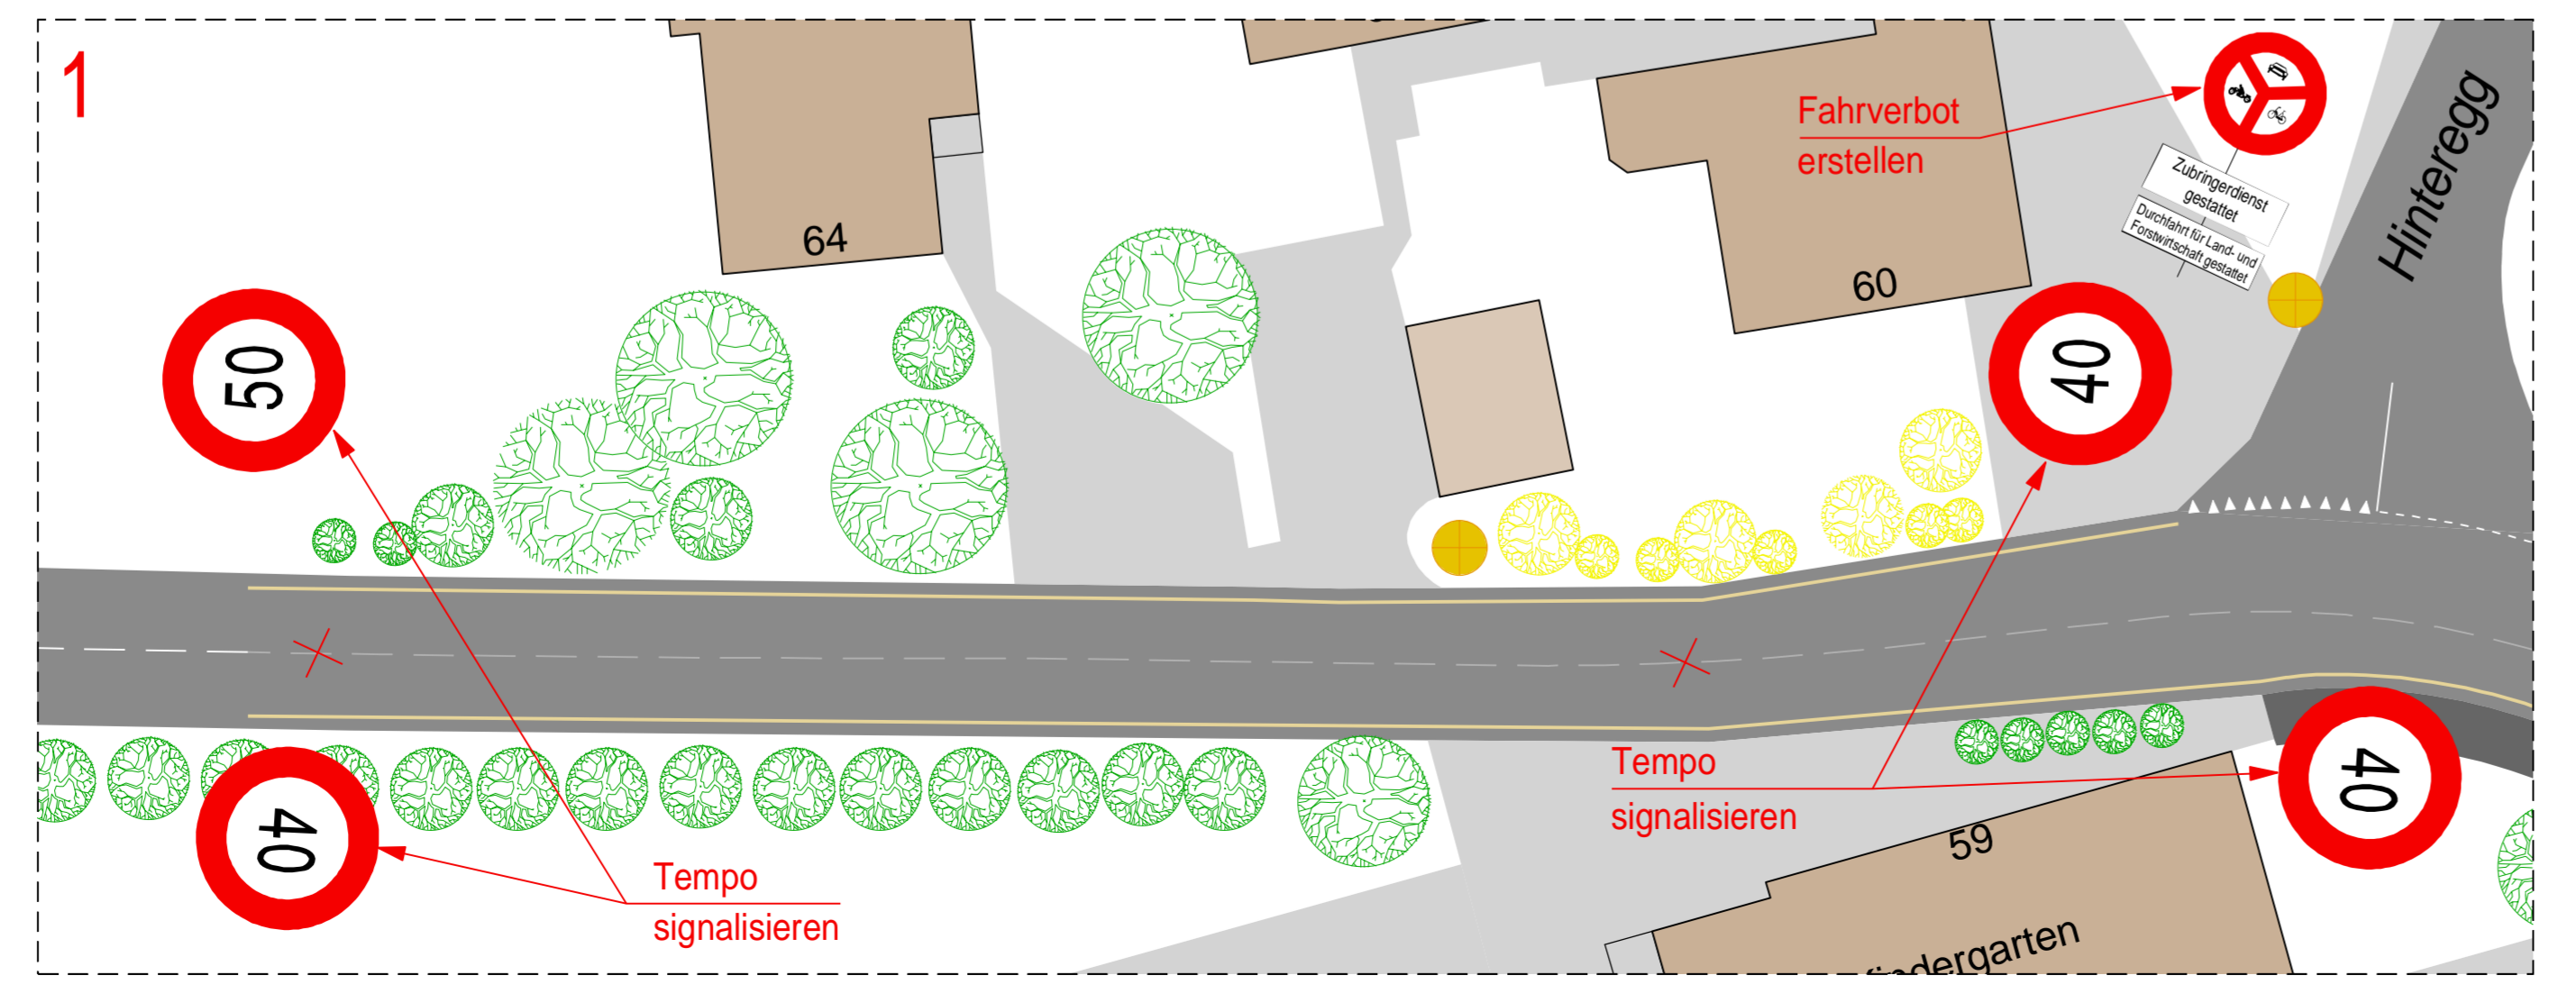 1
64
60
Fahrverbot
erstellen
Zubringerdienst
gestattet
Durchfahrt für Land- und
Forstwirtschaft gestattet
Hinteregg
50
40
40
40
Tempo
signalisieren
Tempo
signalisieren
59